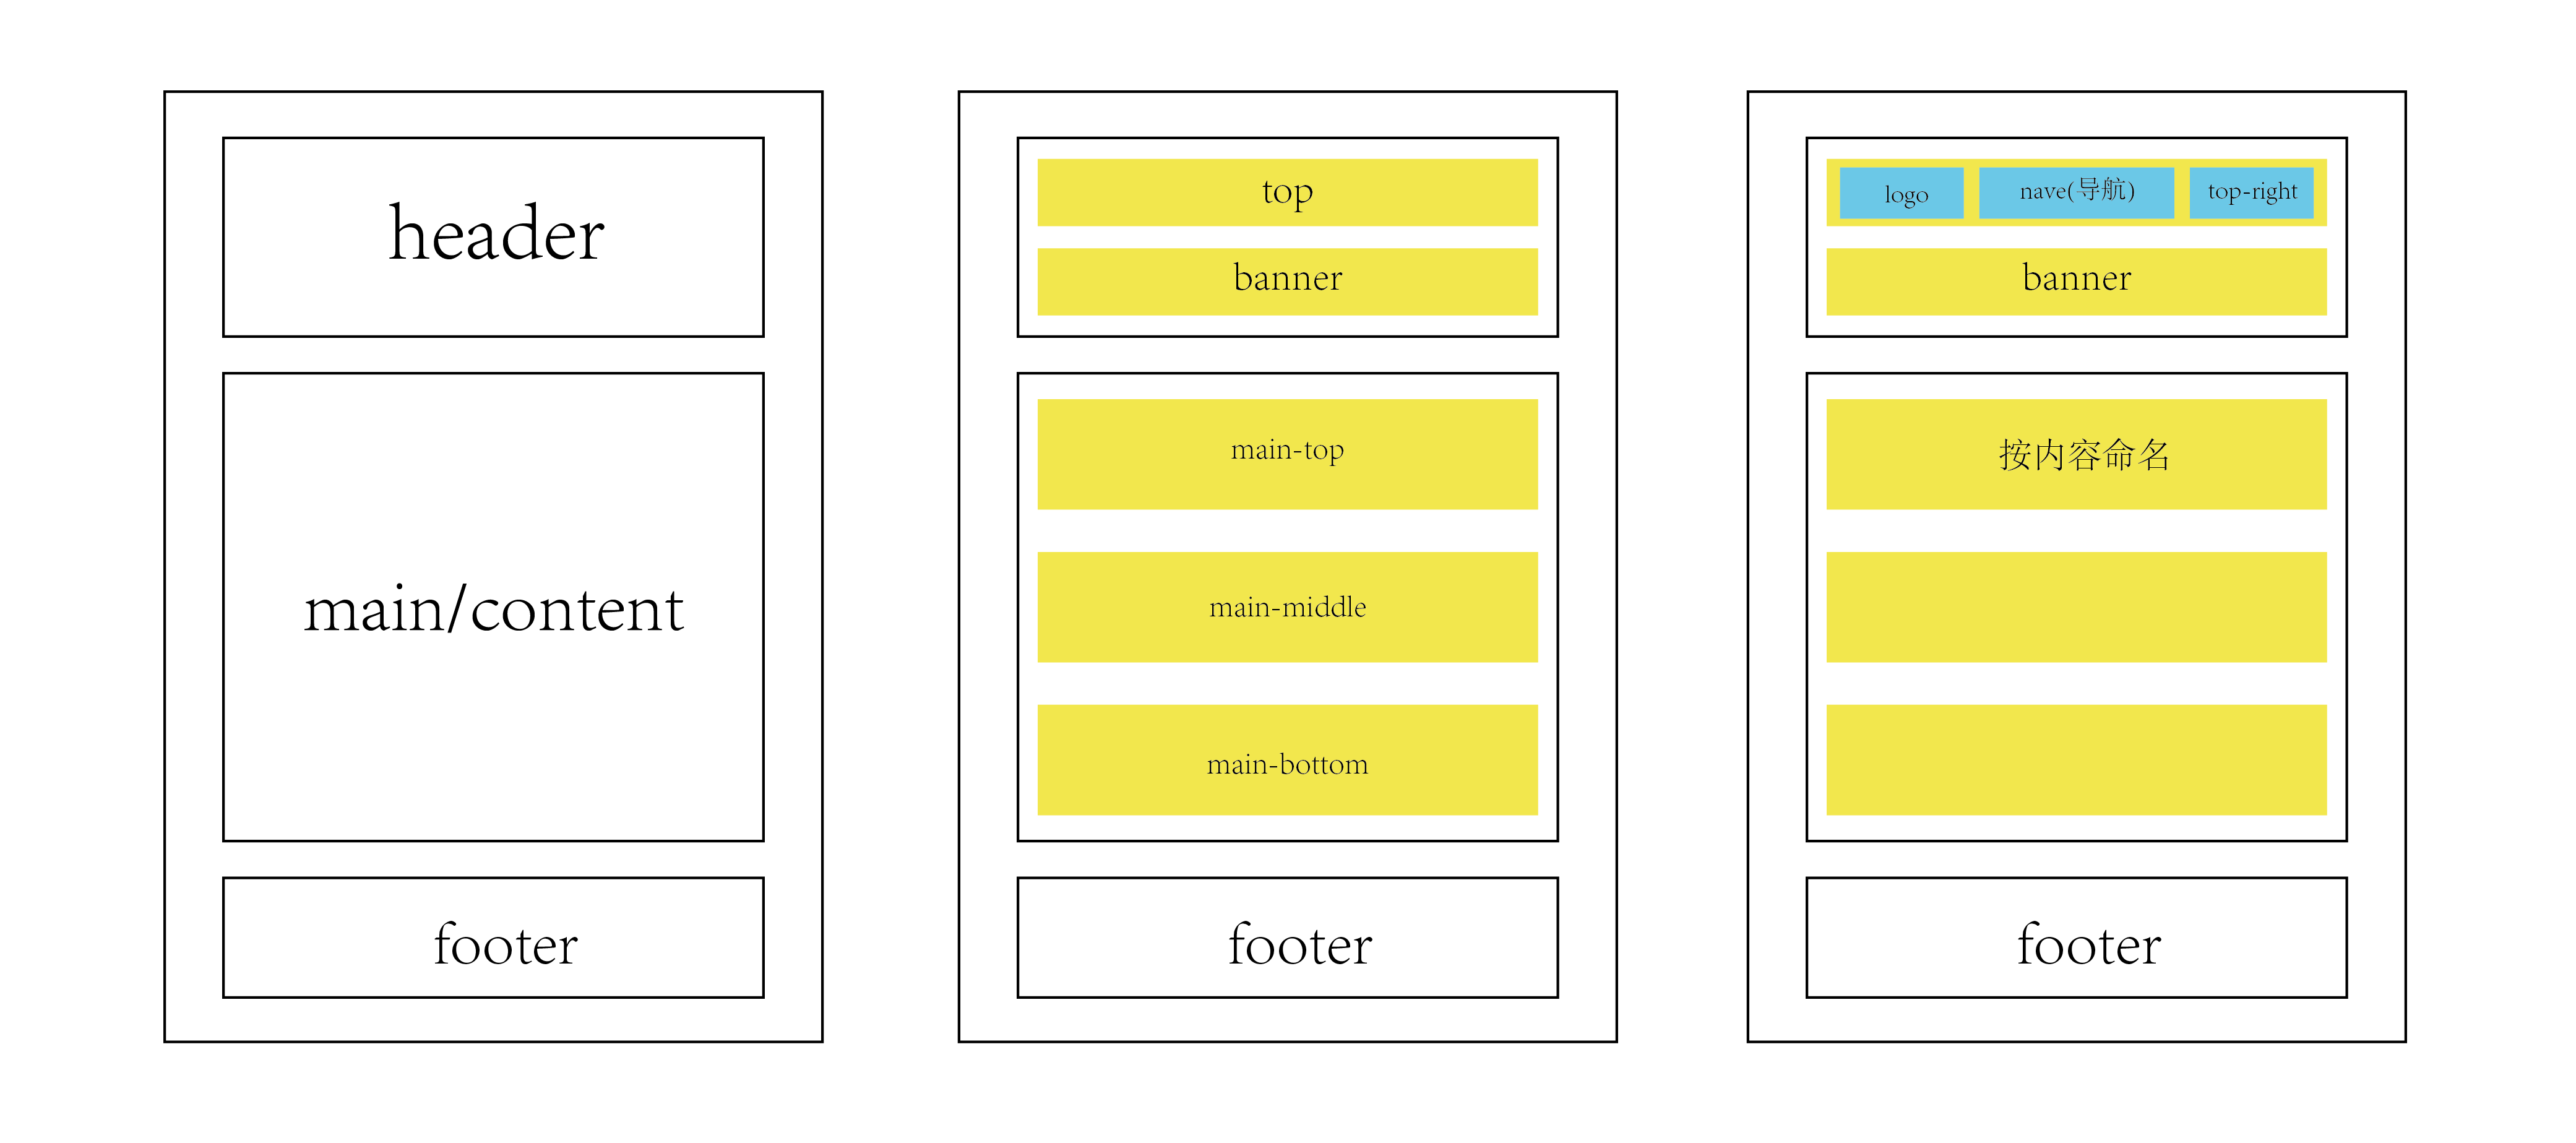 header
main/content
footer
top
banner
main-top
main-middle
main-bottom
footer
logo
nave(导航)
top-right
banner
按内容命名
footer